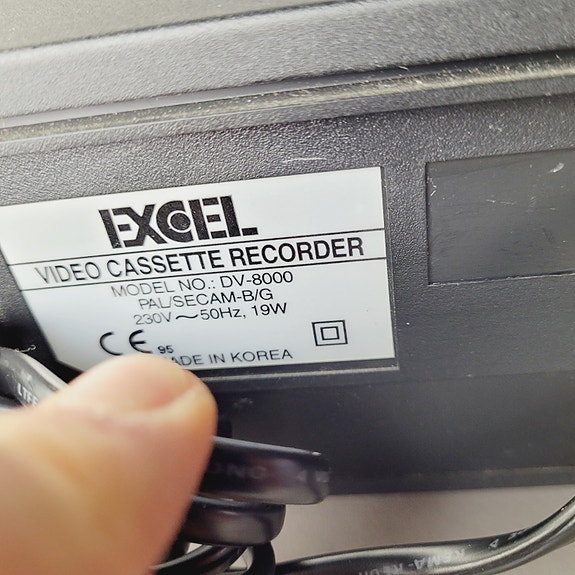 EXCEL
VIDEO CASSETTE RECORDER
MODEL NO.: DV-8000
PAL/SECAM-B/G
230V ～50Hz, 19W
CE 95
ADE IN KOREA